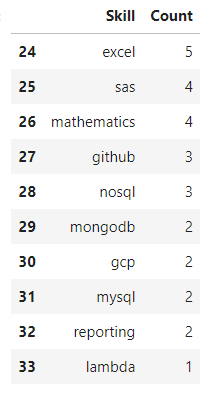 Skill Count
24 excel 5
25 sas 4
26 mathematics 4
27 github 3
28 nosql 3
29 mongodb 2
30 gcp 2
31 mysql 2
32 reporting 2
33 lambda 1